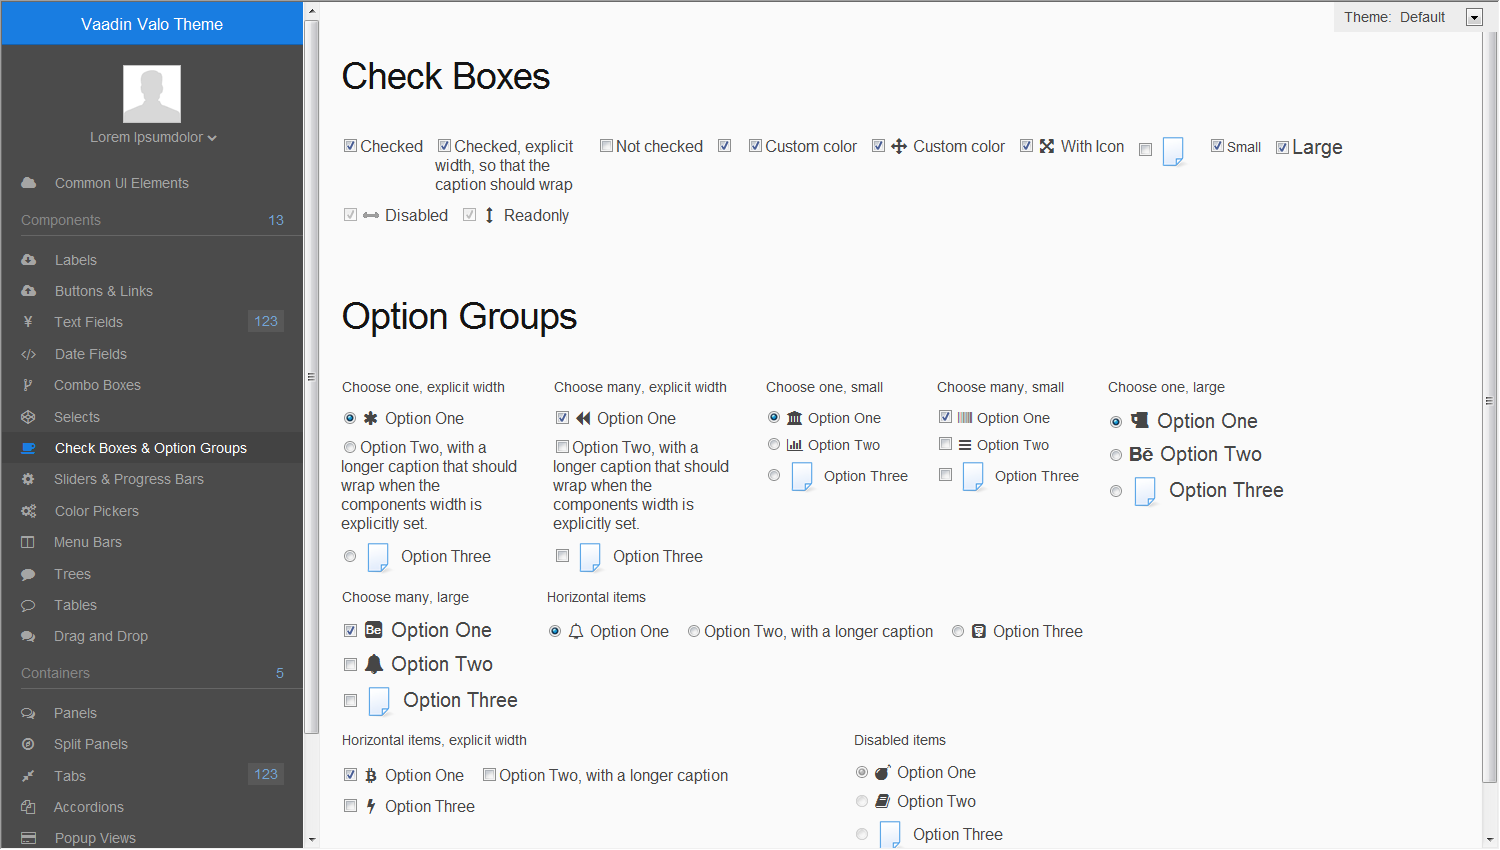 Vaadin Valo Theme
Lorem Ipsumdolor
Common UI Elements
Components 13
Labels
Buttons & Links
Text Fields 123
Date Fields
Combo Boxes
Selects
Check Boxes & Option Groups
Sliders & Progress Bars
Color Pickers
Menu Bars
Trees
Tables
Drag and Drop
Containers 5
Panels
Split Panels
Tabs 123
Accordions
Popup Views
Theme: Default
Check Boxes
Checked
Checked, explicit
width, so that the
caption should wrap
Not checked
Custom color
Custom color
With Icon
Small
Large
Disabled
Readonly
Option Groups
Choose one, explicit width
Option One
Option Two, with a
longer caption that should
wrap when the
components width is
explicitly set.
Option Three
Choose many, explicit width
Option One
Option Two, with a
longer caption that should
wrap when the
components width is
explicitly set.
Option Three
Choose one, small
Option One
Option Two
Option Three
Choose many, small
Option One
Option Two
Option Three
Choose one, large
Option One
Bē Option Two
Option Three
Choose many, large
Be Option One
Option Two
Option Three
Horizontal items
Option One
Option Two, with a longer caption
Option Three
Horizontal items, explicit width
Option One
Option Two, with a longer caption
Option Three
Disabled items
Option One
Option Two
Option Three